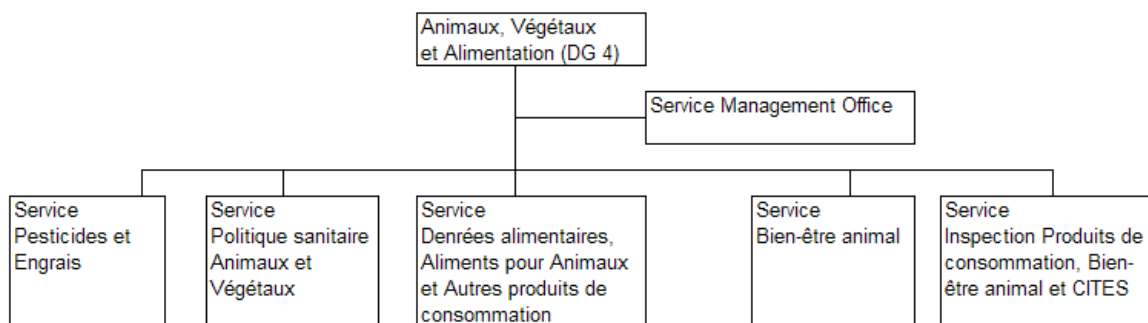 Animaux, Végétaux
et Alimentation (DG 4)
Service Management Office
Service
Pesticides et
Engrais
Service
Politique sanitaire
Animaux et
Végétaux
Service
Denrées alimentaires,
Aliments pour Animaux
et Autres produits de
consommation
Service
Bien-être animal
Service
Inspection Produits de
consommation, Bien-
être animal et CITES